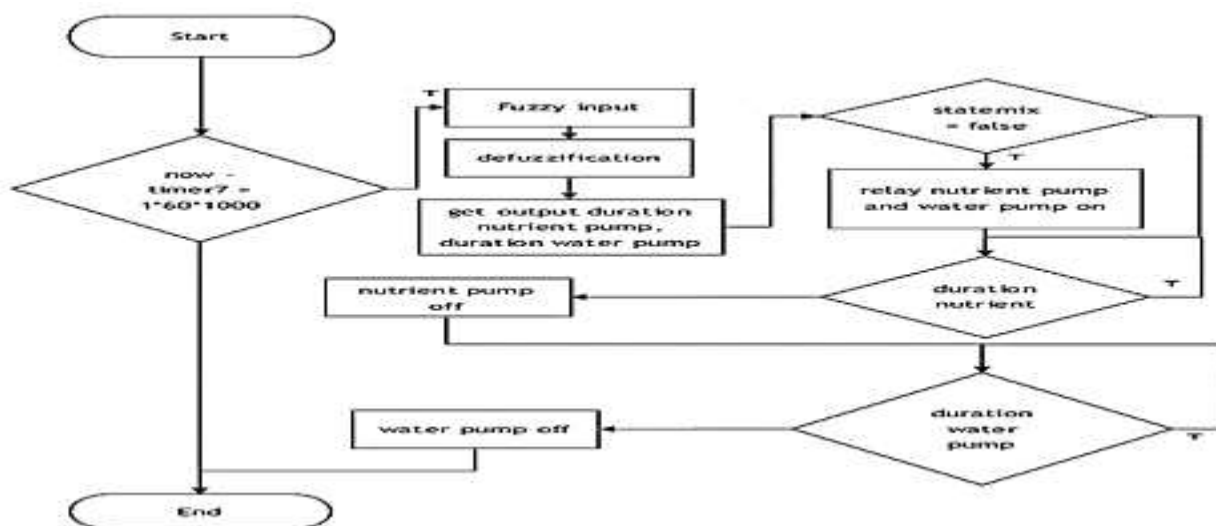 Start
now -
timer7 =
1*60*1000
T
Fuzzy input
defuzzification
get output duration
nutrient pump,
duration water pump
statemix
= false
T
relay nutrient pump
and water pump on
duration
nutrient
T
nutrient pump
off
duration
water
pump
T
water pump off
End